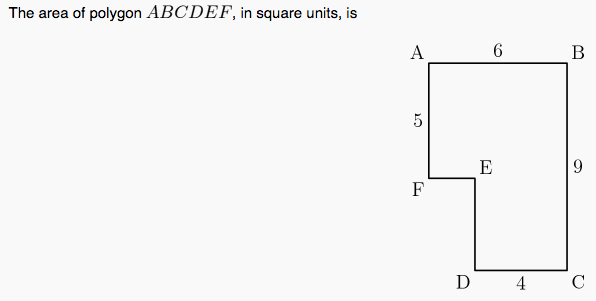 The area of polygon ABCDEF, in square units, is
A 6 B
5
E 9
F
D 4 C